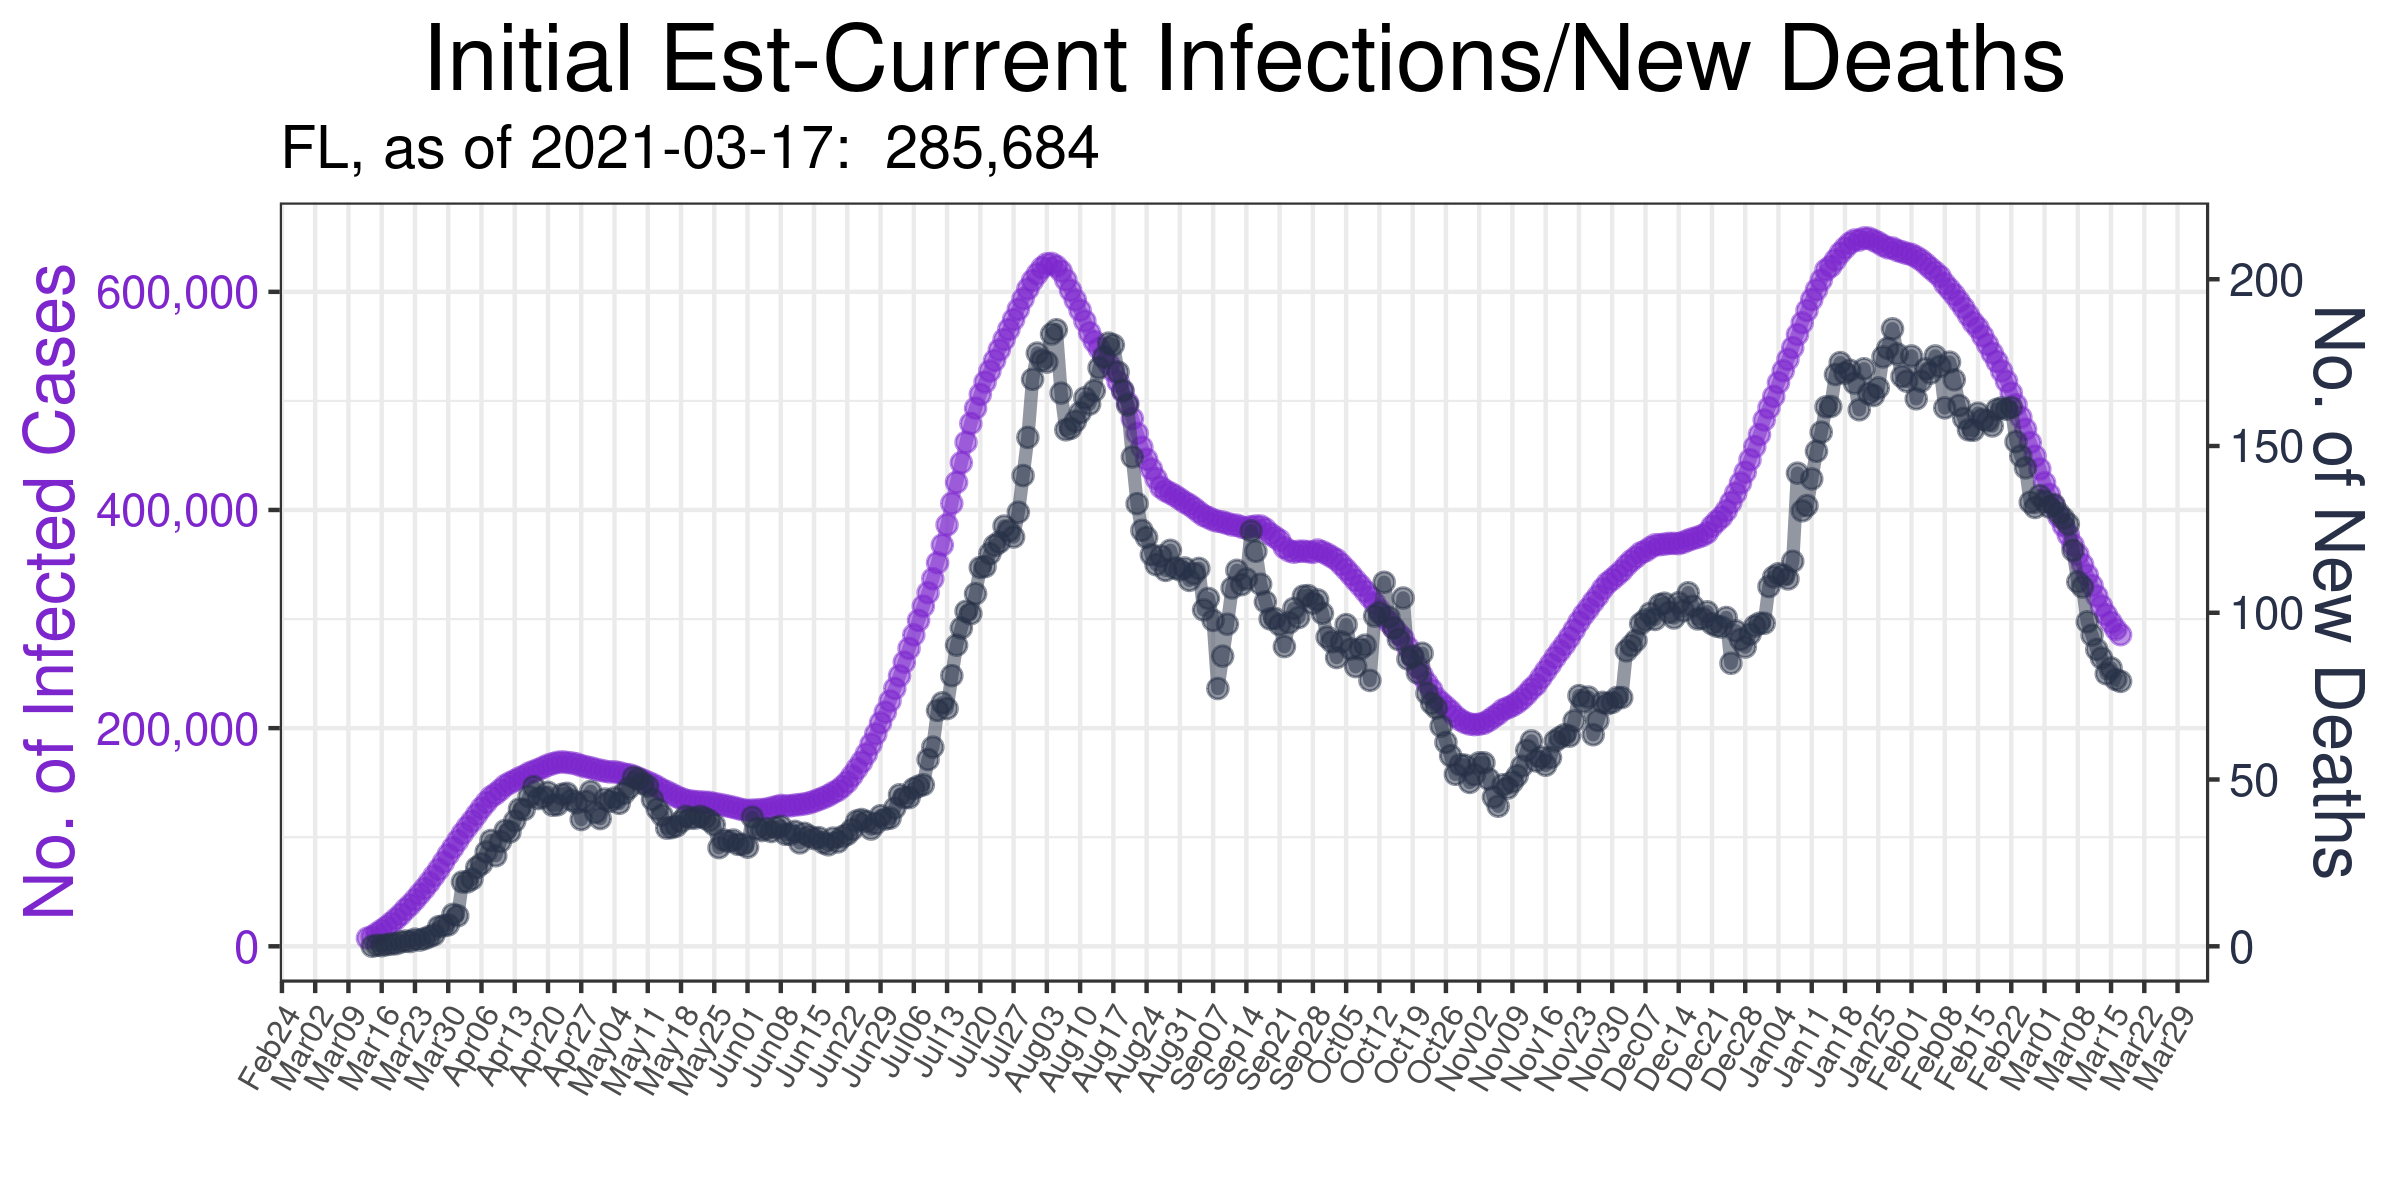 Initial Est-Current Infections/New Deaths
FL, as of 2021-03-17:  285,684
No. of Infected Cases
600,000
400,000
200,000
0
200
150
100
50
0
No. of New Deaths
Feb24
Mar02
Mar09
Mar16
Mar23
Mar30
Apr06
Apr13
Apr20
Apr27
May04
May11
May18
May25
Jun01
Jun08
Jun15
Jun22
Jun29
Jul06
Jul13
Jul20
Jul27
Aug03
Aug10
Aug17
Aug24
Aug31
Sep07
Sep14
Sep21
Sep28
Oct05
Oct12
Oct19
Oct26
Nov02
Nov09
Nov16
Nov23
Nov30
Dec07
Dec14
Dec21
Dec28
Jan04
Jan11
Jan18
Jan25
Feb01
Feb08
Feb15
Feb22
Mar01
Mar08
Mar15
Mar22
Mar29